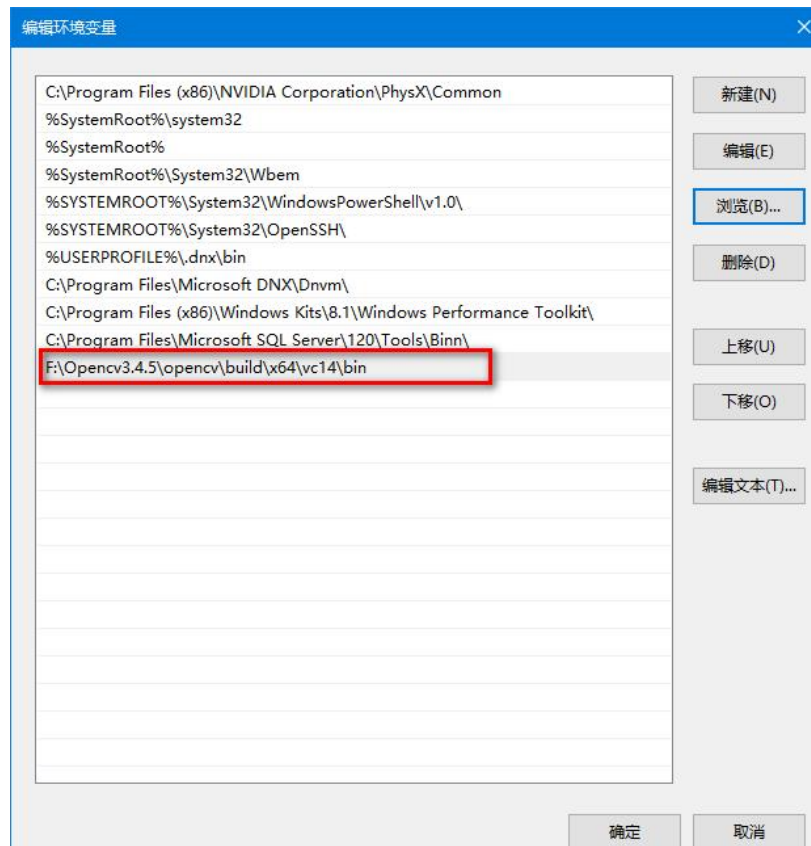 编辑环境变量
C:\Program Files (x86)\NVIDIA Corporation\PhysX\Common
%SystemRoot%\system32
%SystemRoot%
%SystemRoot%\System32\Wbem
%SYSTEMROOT%\System32\WindowsPowerShell\v1.0\
%SYSTEMROOT%\System32\OpenSSH\
%USERPROFILE%\.dnx\bin
C:\Program Files\Microsoft DNX\Dnvm\
C:\Program Files (x86)\Windows Kits\8.1\Windows Performance Toolkit\
C:\Program Files\Microsoft SQL Server\120\Tools\Binn\
F:\Opencv3.4.5\opencv\build\x64\vc14\bin
新建(N)
编辑(E)
浏览(B)...
删除(D)
上移(U)
下移(O)
编辑文本(T)...
确定
取消